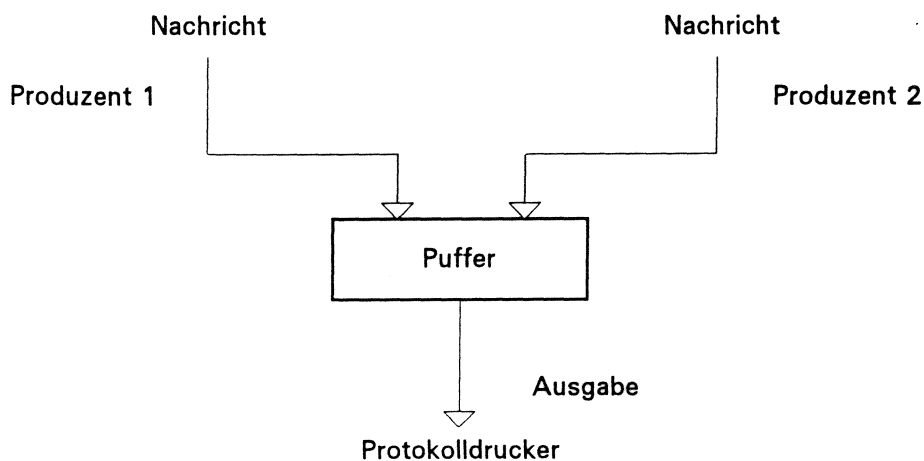 Nachricht
Nachricht
Produzent 1
Produzent 2
Puffer
Ausgabe
Protokolldrucker